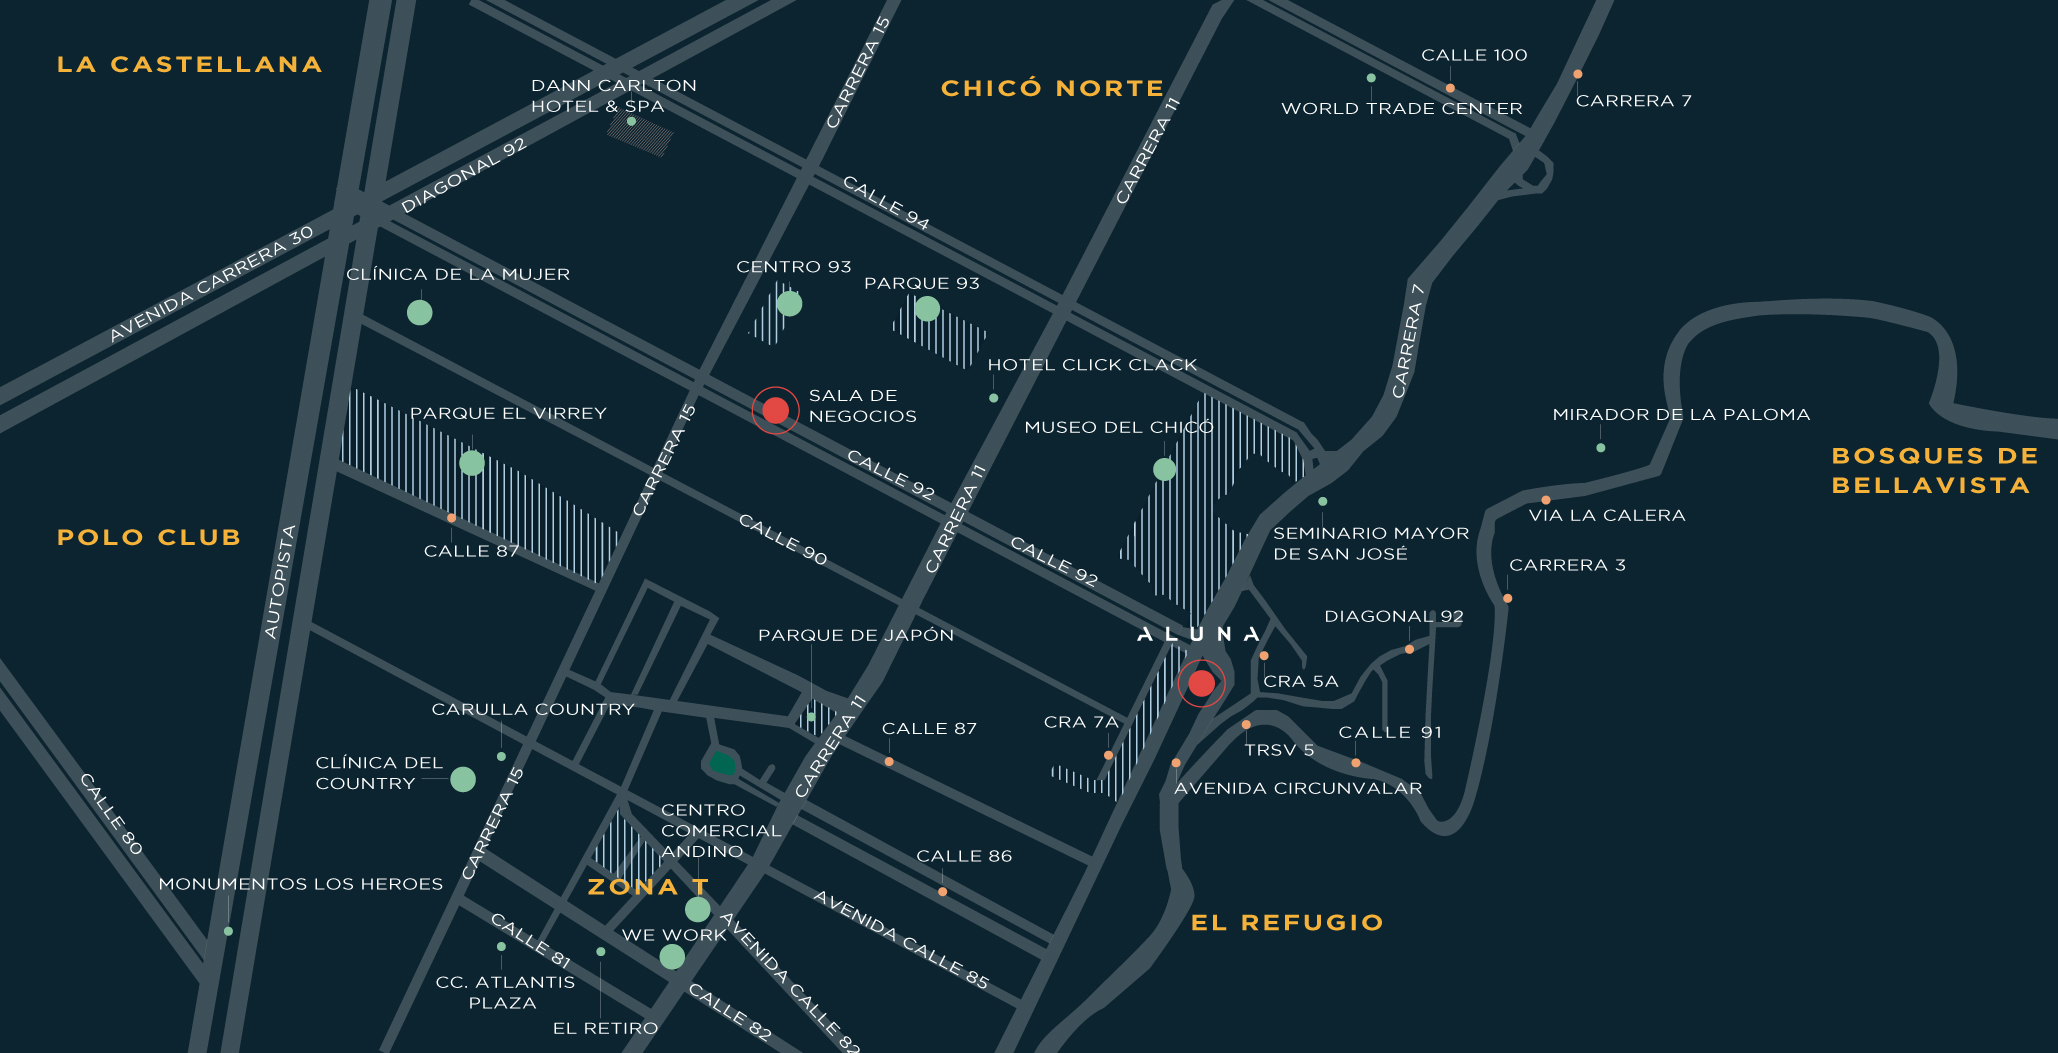 LA CASTELLANA
DANN CARLTON
HOTEL & SPA
CARRERA 15
CHICÓ NORTE
CARRERA 11
CALLE 100
WORLD TRADE CENTER
CARRERA 7
DIAGONAL 92
CALLE 94
AVENIDA CARRERA 30
CLÍNICA DE LA MUJER
CENTRO 93
PARQUE 93
CARRERA 7
HOTEL CLICK CLACK
SALA DE
NEGOCIOS
PARQUE EL VIRREY
CARRERA 15
MUSEO DEL CHICÓ
MIRADOR DE LA PALOMA
BOSQUES DE
BELLAVISTA
CALLE 92
CARRERA 11
POLO CLUB
CALLE 87
CALLE 90
CALLE 92
SEMINARIO MAYOR
DE SAN JOSÉ
VIA LA CALERA
CARRERA 3
AUTOPISTA
DIAGONAL 92
PARQUE DE JAPÓN
ALUNA
CRA 5A
CARULLA COUNTRY
CALLE 87
CRA 7A
CALLE 91
TRSV 5
CARRERA 11
CLÍNICA DEL
COUNTRY
AVENIDA CIRCUNVALAR
CALLE 80
CARRERA 15
CENTRO
COMERCIAL
ANDINO
CALLE 86
MONUMENTOS LOS HEROES
ZONA T
AVENIDA CALLE 85
EL REFUGIO
CALLE 81
WE WORK
AVENIDA CALLE 82
CC. ATLANTIS
PLAZA
CALLE 82
EL RETIRO